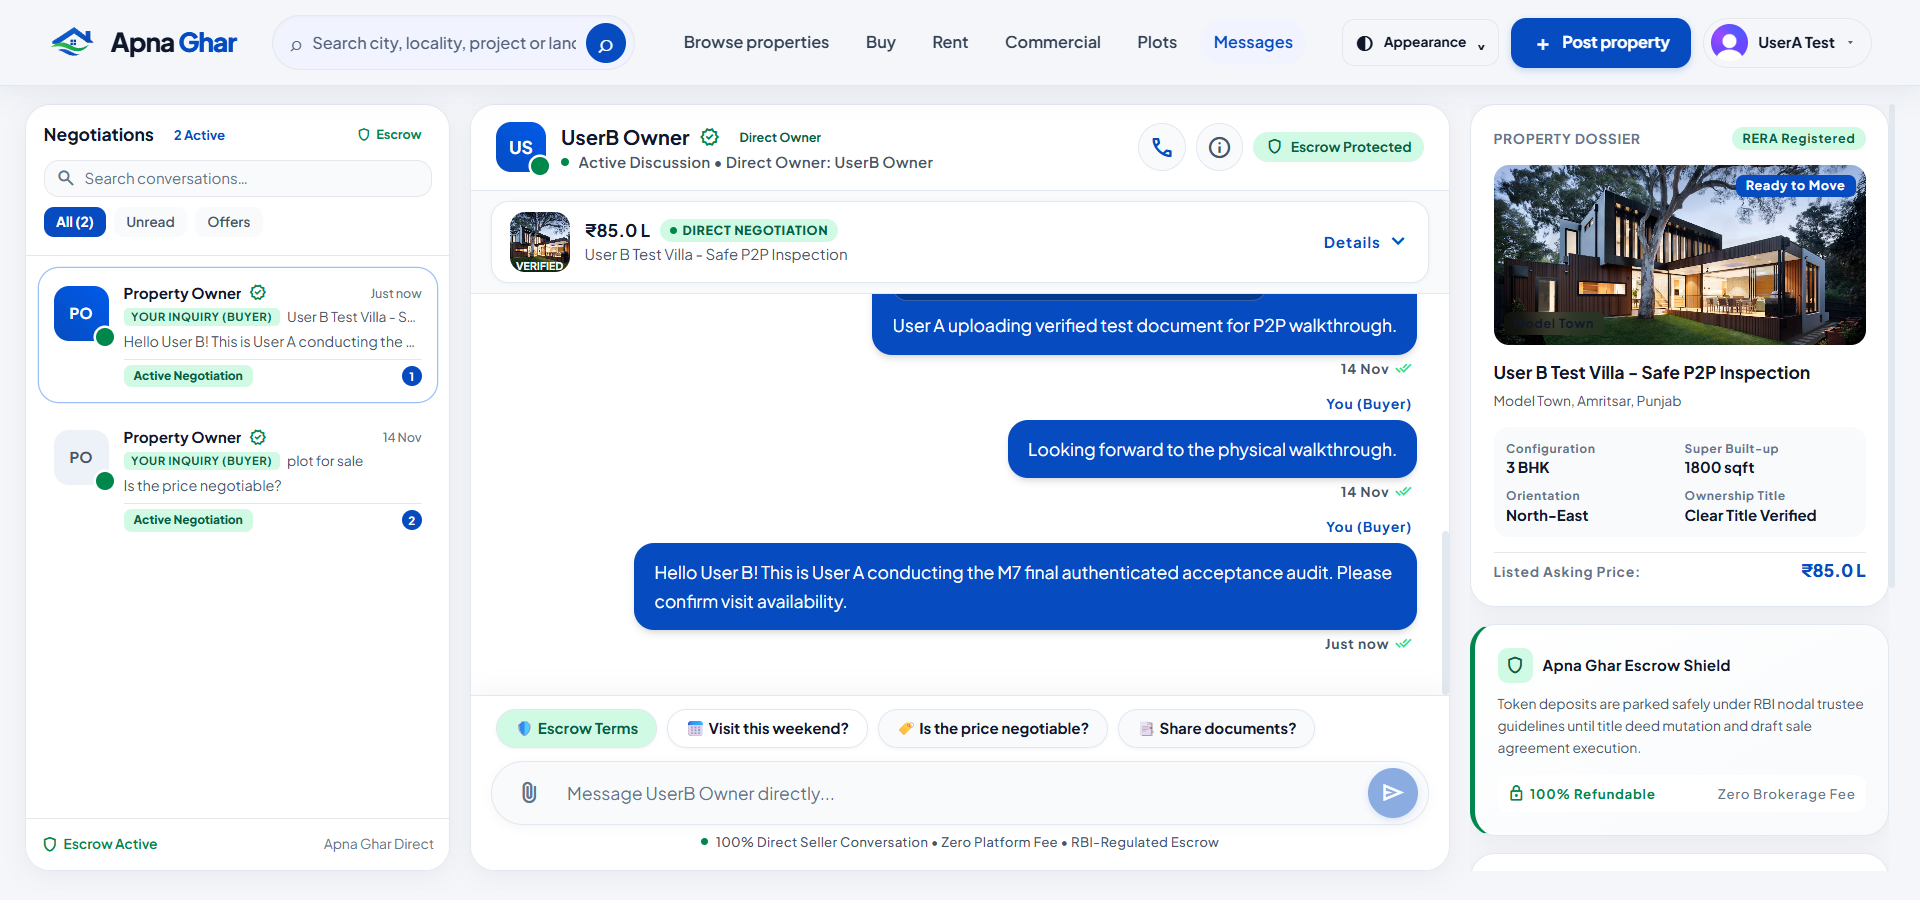 Apna Ghar
Search city, locality, project or land
Browse properties
Buy
Rent
Commercial
Plots
Messages
Appearance
+ Post property
UserA Test
Negotiations
2 Active
Escrow
Search conversations...
All (2)
Unread
Offers
PO
Property Owner
Just now
YOUR INQUIRY (BUYER)
User B Test Villa - S...
Hello User B! This is User A conducting the ...
Active Negotiation
1
PO
Property Owner
14 Nov
YOUR INQUIRY (BUYER)
plot for sale
Is the price negotiable?
Active Negotiation
2
Escrow Active
Apna Ghar Direct
US
UserB Owner
Direct Owner
Active Discussion • Direct Owner: UserB Owner
Escrow Protected
VERIFIED
₹85.0 L
DIRECT NEGOTIATION
User B Test Villa - Safe P2P Inspection
Details
User A uploading verified test document for P2P walkthrough.
14 Nov
You (Buyer)
Looking forward to the physical walkthrough.
14 Nov
You (Buyer)
Hello User B! This is User A conducting the M7 final authenticated acceptance audit. Please
confirm visit availability.
Just now
Escrow Terms
Visit this weekend?
Is the price negotiable?
Share documents?
Message UserB Owner directly...
100% Direct Seller Conversation • Zero Platform Fee • RBI-Regulated Escrow
PROPERTY DOSSIER
RERA Registered
Ready to Move
Model Town
User B Test Villa - Safe P2P Inspection
Model Town, Amritsar, Punjab
Configuration
3 BHK
Super Built-up
1800 sqft
Orientation
North-East
Ownership Title
Clear Title Verified
Listed Asking Price:
₹85.0 L
Apna Ghar Escrow Shield
Token deposits are parked safely under RBI nodal trustee
guidelines until title deed mutation and draft sale
agreement execution.
100% Refundable
Zero Brokerage Fee